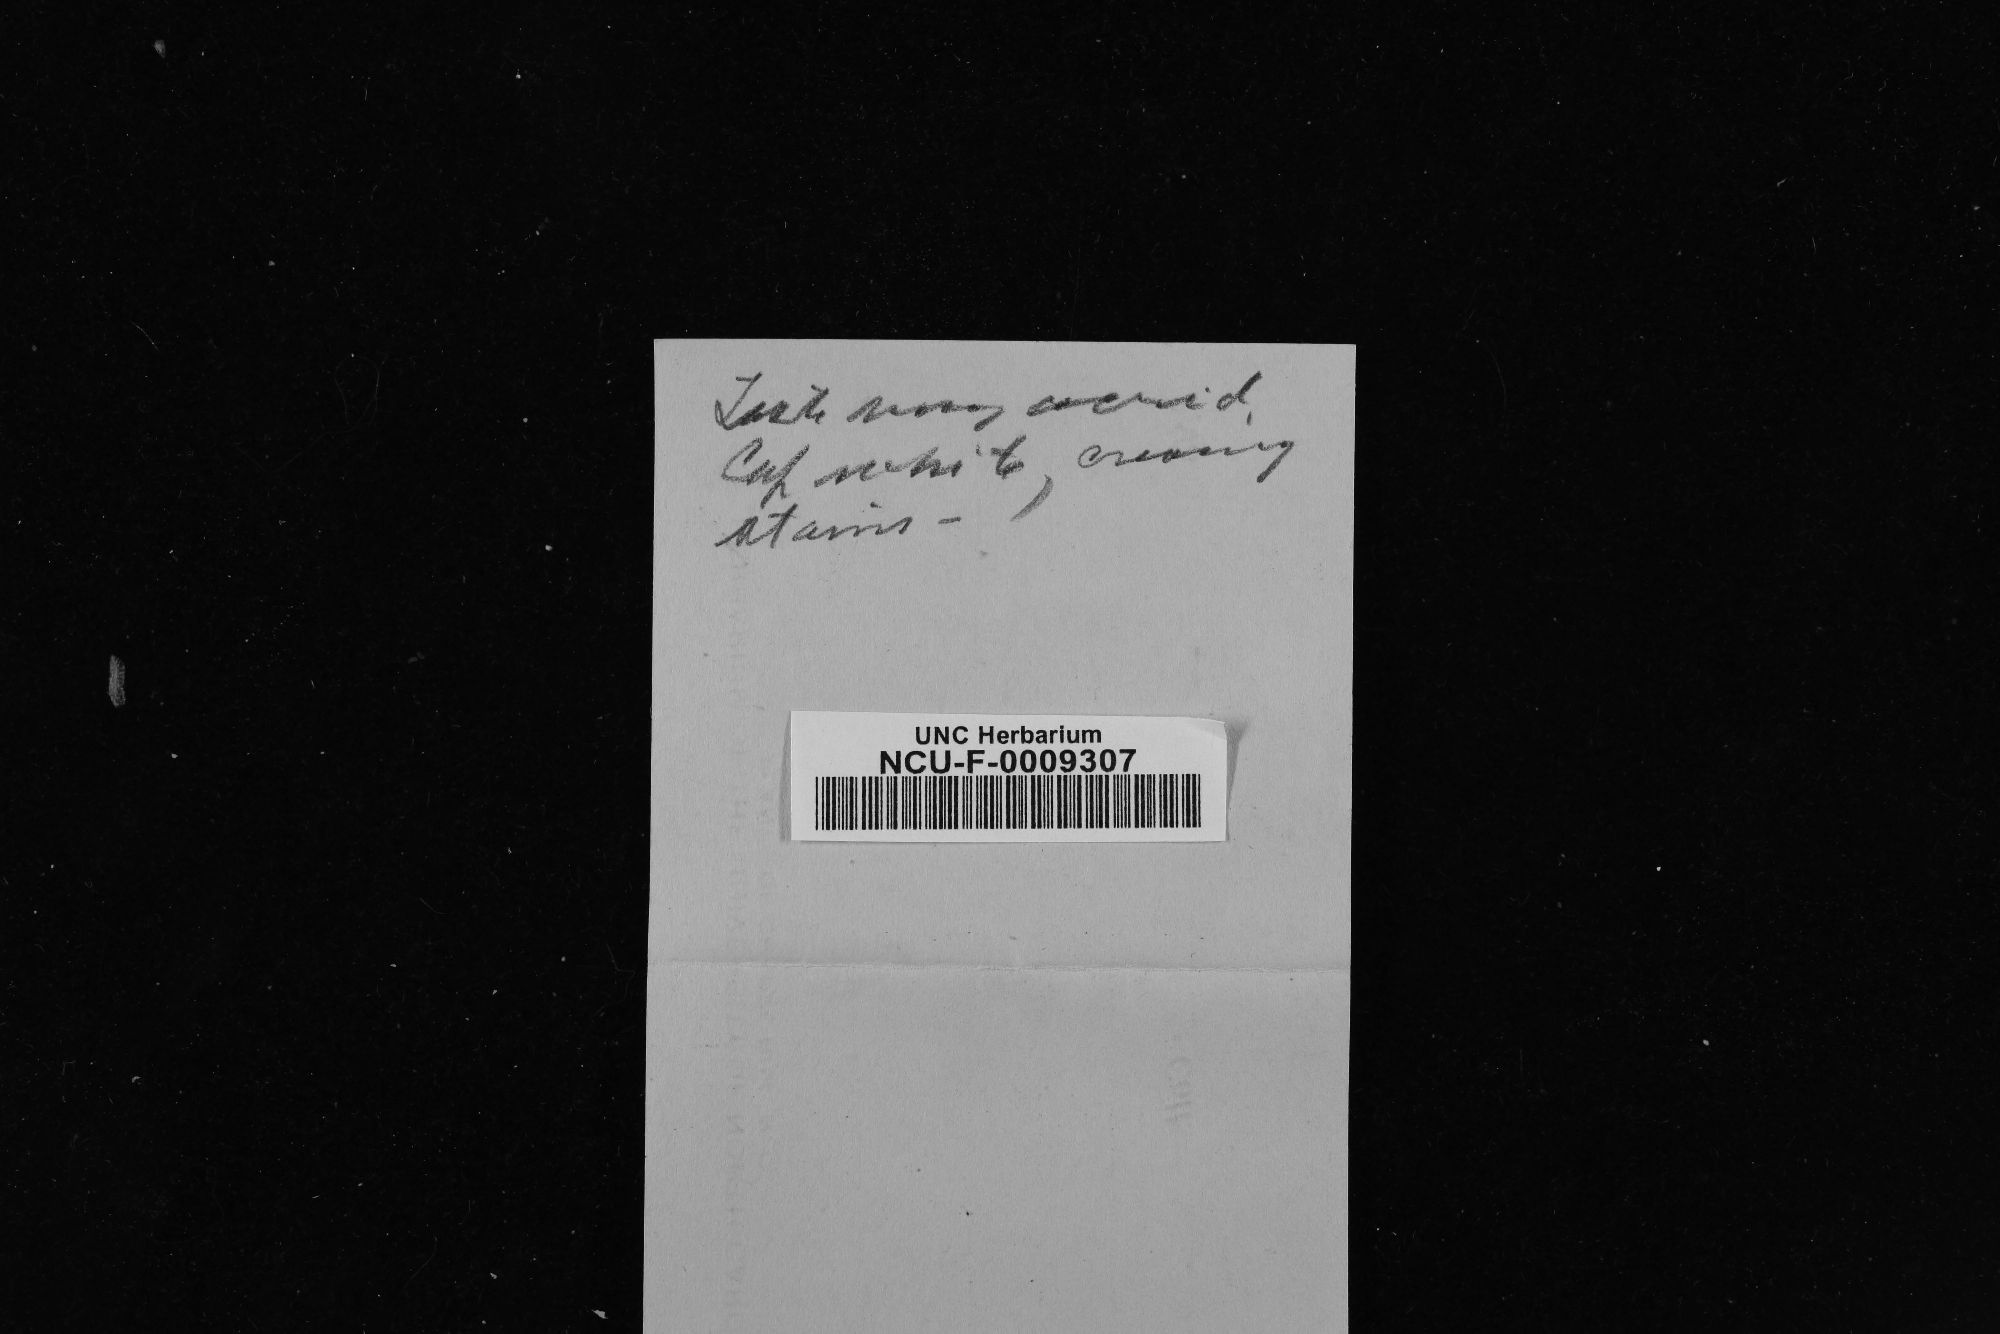 Taste very acrid,
Cap white, creamy
stains -
UNC Herbarium
NCU-F-0009307